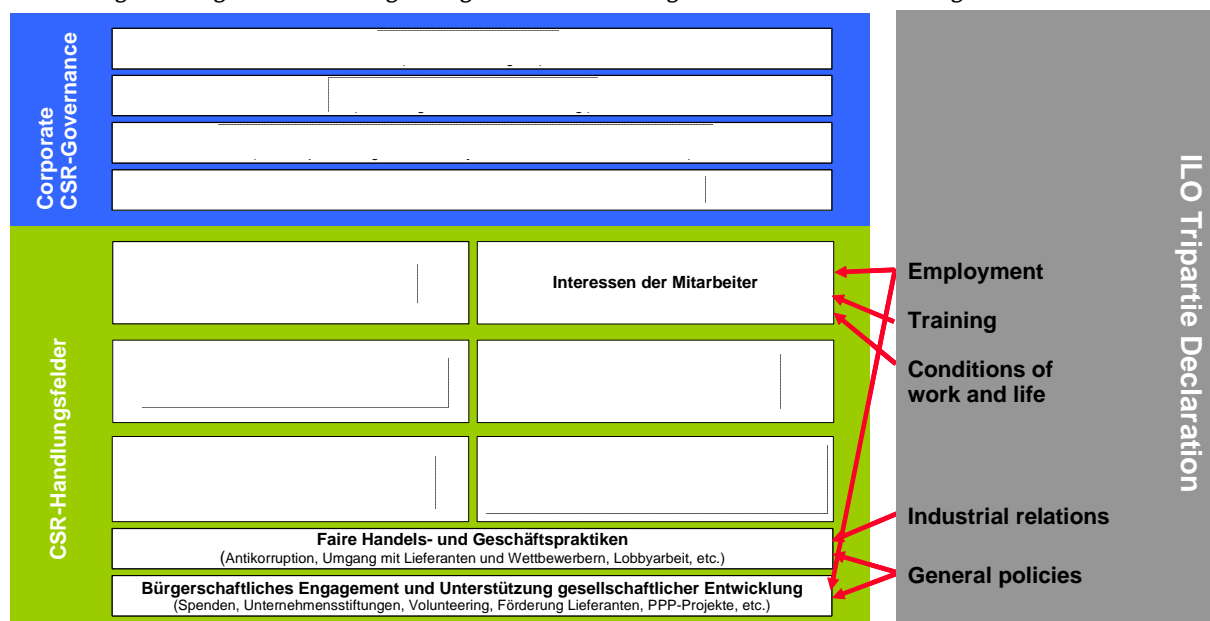 Corporate
CSR-Governance
CSR-Handlungsfelder
Interessen der Mitarbeiter
Faire Handels- und Geschäftspraktiken
(Antikorruption, Umgang mit Lieferanten und Wettbewerbern, Lobbyarbeit, etc.)
Bürgerschaftliches Engagement und Unterstützung gesellschaftlicher Entwicklung
(Spenden, Unternehmensstiftungen, Volunteering, Förderung Lieferanten, PPP-Projekte, etc.)
Employment
Training
Conditions of
work and life
Industrial relations
General policies
ILO Tripartie Declaration